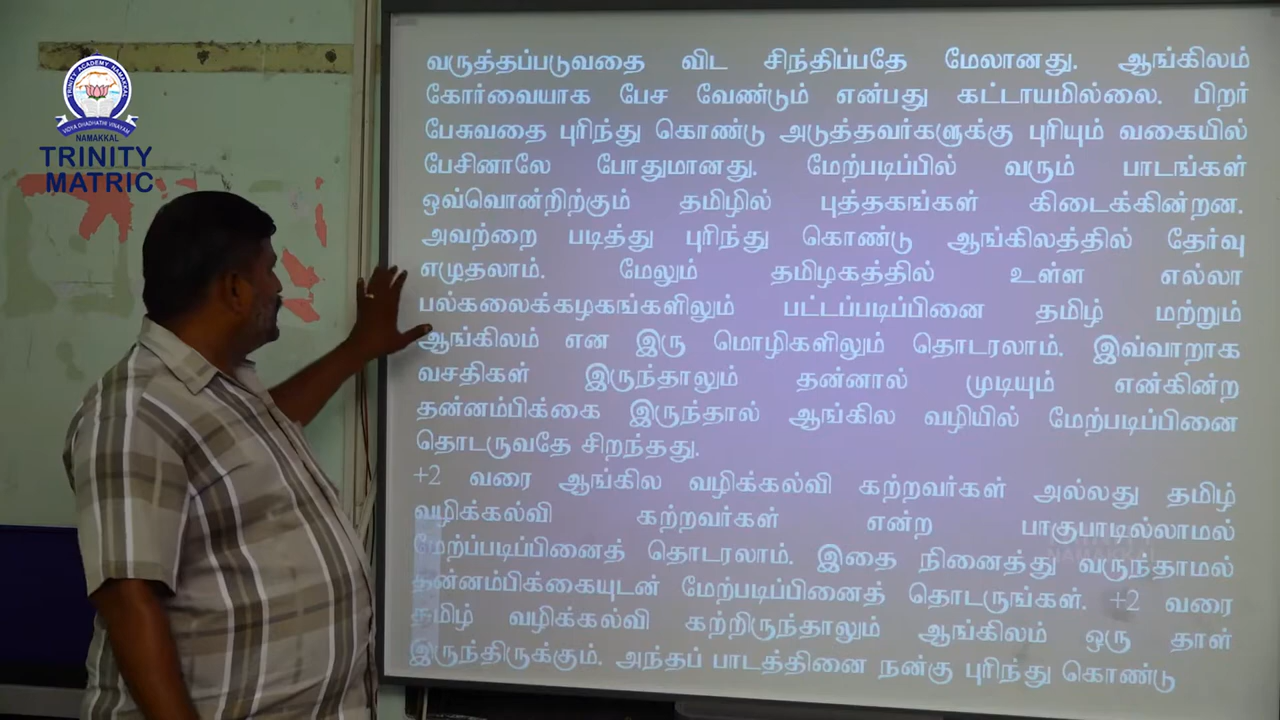 TRINITY ACADEMY NAMAKKAL
VIDYA DHADHATHI VINAYAM
NAMAKKAL
TRINITY
MATRIC
வருத்தப்படுவதை விட சிந்திப்பதே மேலானது. ஆங்கிலம்
கோர்வையாக பேச வேண்டும் என்பது கட்டாயமில்லை. பிறர்
பேசுவதை புரிந்து கொண்டு அடுத்தவர்களுக்கு புரியும் வகையில்
பேசினாலே போதுமானது. மேற்படிப்பில் வரும் பாடங்கள்
ஒவ்வொன்றிற்கும் தமிழில் புத்தகங்கள் கிடைக்கின்றன.
அவற்றை படித்து புரிந்து கொண்டு ஆங்கிலத்தில் தேர்வு
எழுதலாம். மேலும் தமிழகத்தில் உள்ள எல்லா
பல்கலைக்கழகங்களிலும் பட்டப்படிப்பினை தமிழ் மற்றும்
ஆங்கிலம் என இரு மொழிகளிலும் தொடரலாம். இவ்வாறாக
வசதிகள் இருந்தாலும் தன்னால் முடியும் என்கின்ற
தன்னம்பிக்கை இருந்தால் ஆங்கில வழியில் மேற்படிப்பினை
தொடருவதே சிறந்தது.
+2 வரை ஆங்கில வழிக்கல்வி கற்றவர்கள் அல்லது தமிழ்
வழிக்கல்வி கற்றவர்கள் என்ற பாகுபாடில்லாமல்
மேற்ப்படிப்பினைத் தொடரலாம். இதை நினைத்து வருந்தாமல்
தன்னம்பிக்கையுடன் மேற்படிப்பினைத் தொடருங்கள். +2 வரை
தமிழ் வழிக்கல்வி கற்றிருந்தாலும் ஆங்கிலம் ஒரு தாள்
இருந்திருக்கும். அந்தப் பாடத்தினை நன்கு புரிந்து கொண்டு